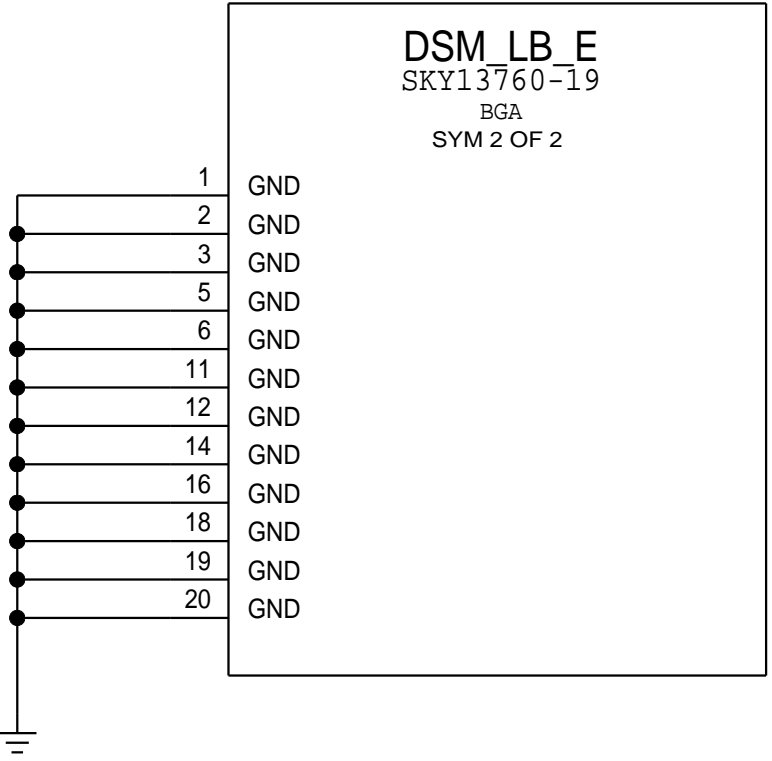 DSM_LB_E
SKY13760-19
BGA
SYM 2 OF 2
1 GND
2 GND
3 GND
5 GND
6 GND
11 GND
12 GND
14 GND
16 GND
18 GND
19 GND
20 GND